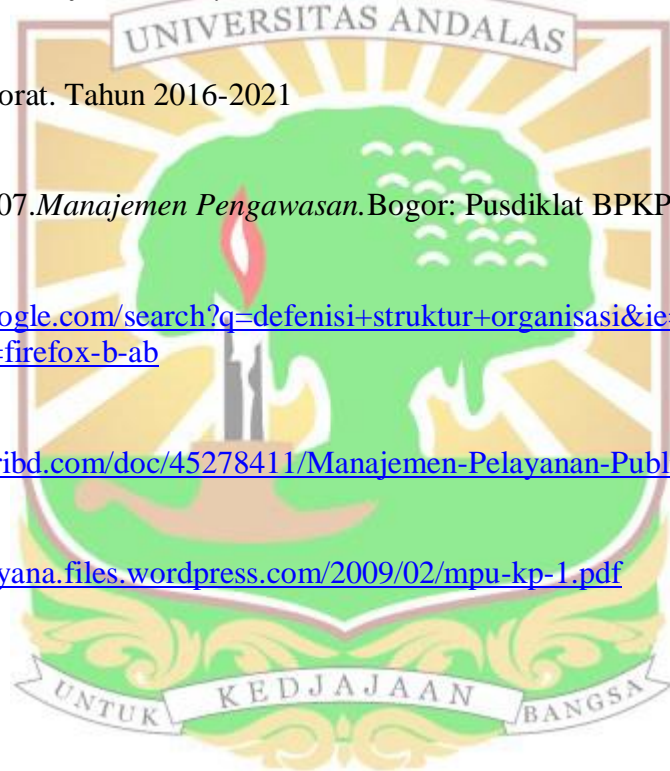 UNIVERSITAS ANDALAS
orat. Tahun 2016-2021
07.Manajemen Pengawasan.Bogor: Pusdiklat BPKP
ogle.com/search?q=defenisi+struktur+organisasi&ie=
=firefox-b-ab
ribd.com/doc/45278411/Manajemen-Pelayanan-Publ
yana.files.wordpress.com/2009/02/mpu-kp-1.pdf
UNTUK KEDJAJAAN BANGSA